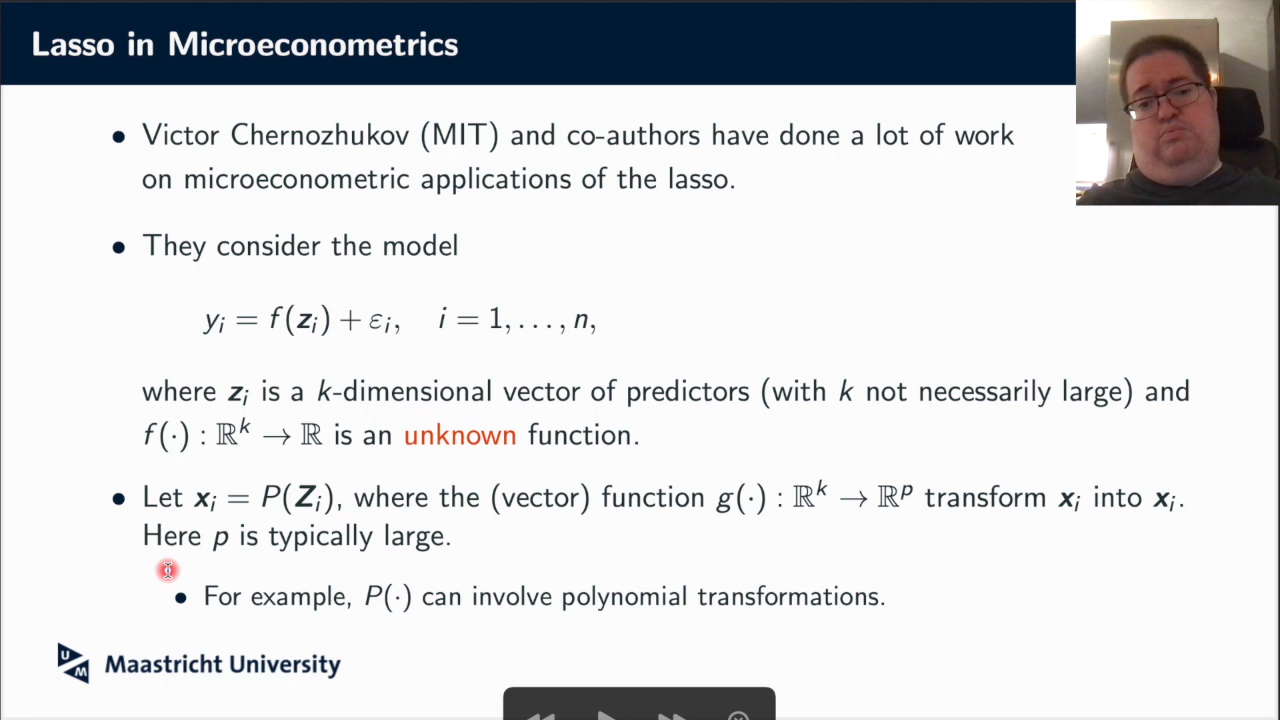 Lasso in Microeconometrics
• Victor Chernozhukov (MIT) and co-authors have done a lot of work
on microeconometric applications of the lasso.
• They consider the model
yᵢ = f(zᵢ) + εᵢ,   i = 1, . . . , n,
where zᵢ is a k-dimensional vector of predictors (with k not necessarily large) and
f(·) : ℝᵏ → ℝ is an unknown function.
• Let xᵢ = P(Zᵢ), where the (vector) function g(·) : ℝᵏ → ℝᵖ transform xᵢ into xᵢ.
Here p is typically large.
• For example, P(·) can involve polynomial transformations.
UM Maastricht University